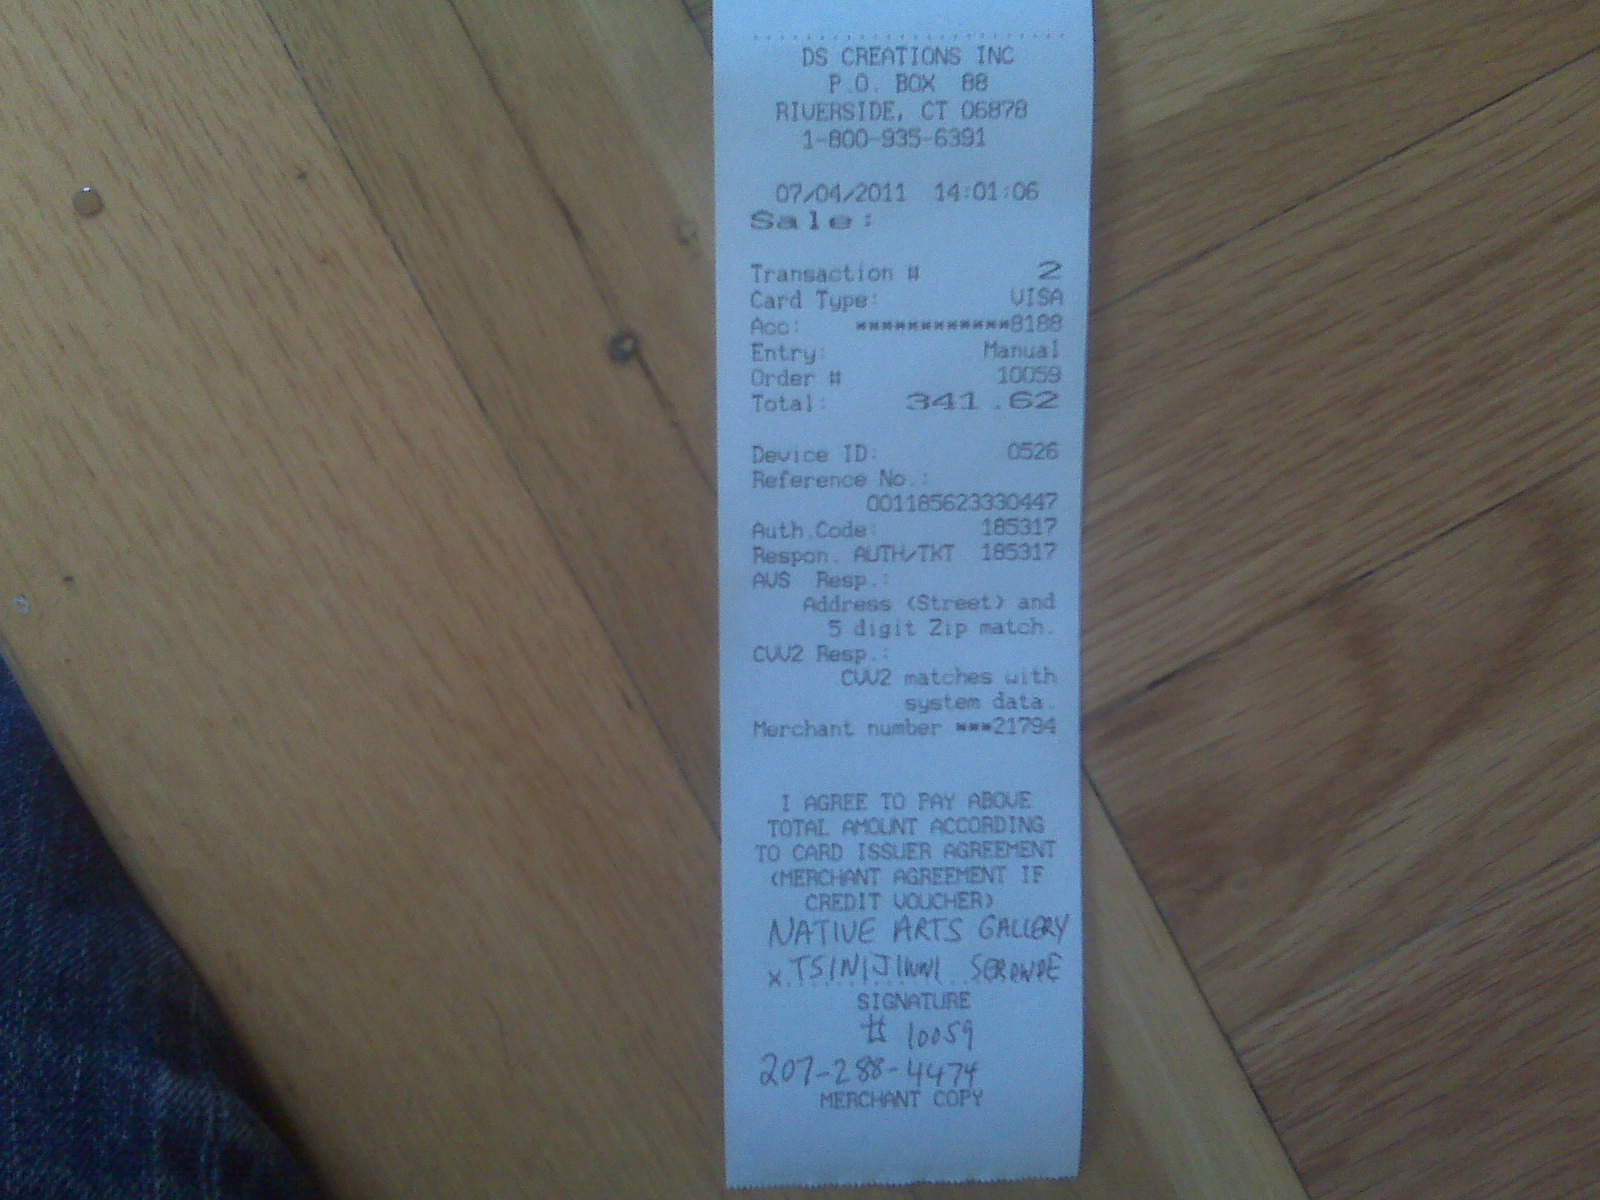 DS CREATIONS INC
P.O. BOX 88
RIVERSIDE, CT 06878
1-800-935-6391
07/04/2011 14:01:06
Sale:
Transaction # 2
Card Type: VISA
Acc: ************8188
Entry: Manual
Order # 10059
Total: 341.62
Device ID: 0526
Reference No.:
001185623330447
Auth.Code: 185317
Respon. AUTH/TKT 185317
AVS Resp.:
Address (Street) and
5 digit Zip match.
CVV2 Resp.:
CVV2 matches with
system data.
Merchant number ***21794
I AGREE TO PAY ABOVE
TOTAL AMOUNT ACCORDING
TO CARD ISSUER AGREEMENT
(MERCHANT AGREEMENT IF
CREDIT VOUCHER)
NATIVE ARTS GALLERY
x
SIGNATURE
# 10059
207-288-4474
MERCHANT COPY